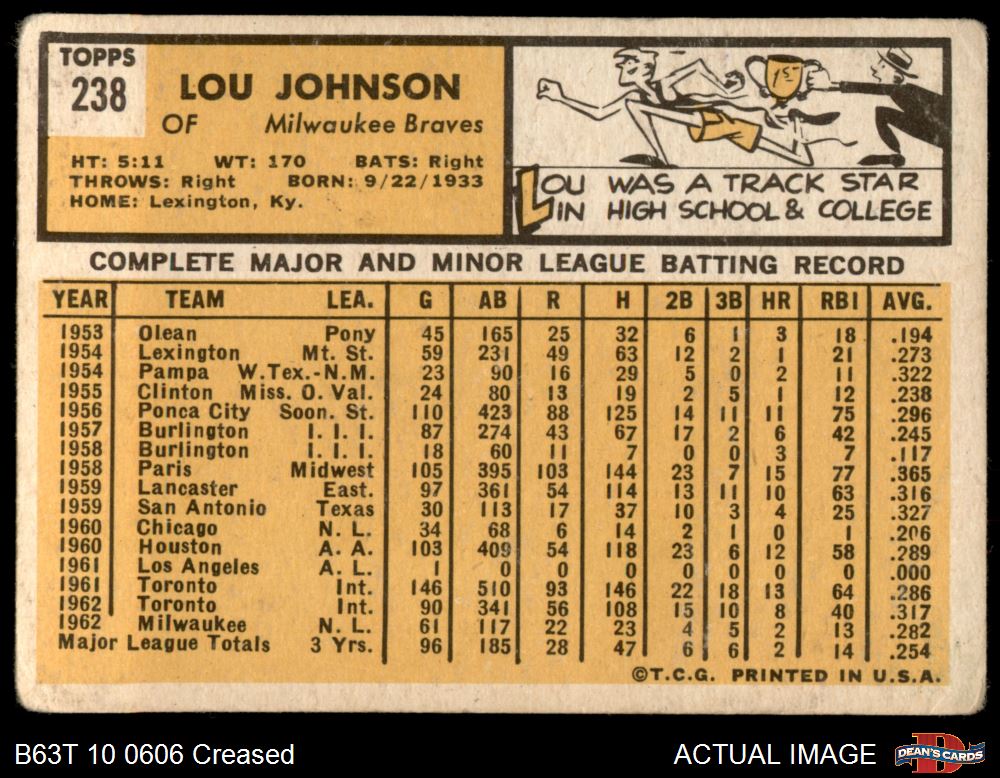 TOPPS
238
LOU JOHNSON
OF Milwaukee Braves
HT: 5:11 WT: 170 BATS: Right
THROWS: Right BORN: 9/22/1933
HOME: Lexington, Ky.
1ST
LOU WAS A TRACK STAR
IN HIGH SCHOOL & COLLEGE
COMPLETE MAJOR AND MINOR LEAGUE BATTING RECORD
YEAR TEAM LEA. G AB R H 2B 3B HR RBI AVG.
1953 Olean Pony 45 165 25 32 6 1 3 18 .194
1954 Lexington Mt. St. 59 231 49 63 12 2 1 21 .273
1954 Pampa W.Tex.-N.M. 23 90 16 29 5 0 2 11 .322
1955 Clinton Miss. O. Val. 24 80 13 19 2 5 1 12 .238
1956 Ponca City Soon. St. 110 423 88 125 14 11 11 75 .296
1957 Burlington I. I. I. 87 274 43 67 17 2 6 42 .245
1958 Burlington I. I. I. 18 60 11 7 0 0 3 7 .117
1958 Paris Midwest 105 395 103 144 23 7 15 77 .365
1959 Lancaster East. 97 361 54 114 13 11 10 63 .316
1959 San Antonio Texas 30 113 17 37 10 3 4 25 .327
1960 Chicago N. L. 34 68 6 14 2 1 0 1 .206
1960 Houston A. A. 103 409 54 118 23 6 12 58 .289
1961 Los Angeles A. L. 1 0 0 0 0 0 0 0 .000
1961 Toronto Int. 146 510 93 146 22 18 13 64 .286
1962 Toronto Int. 90 341 56 108 15 10 8 40 .317
1962 Milwaukee N. L. 61 117 22 23 4 5 2 13 .282
Major League Totals 3 Yrs. 96 185 28 47 6 6 2 14 .254
©T.C.G. PRINTED IN U.S.A.
B63T 10 0606 Creased
ACTUAL IMAGE
DEAN'S CARDS